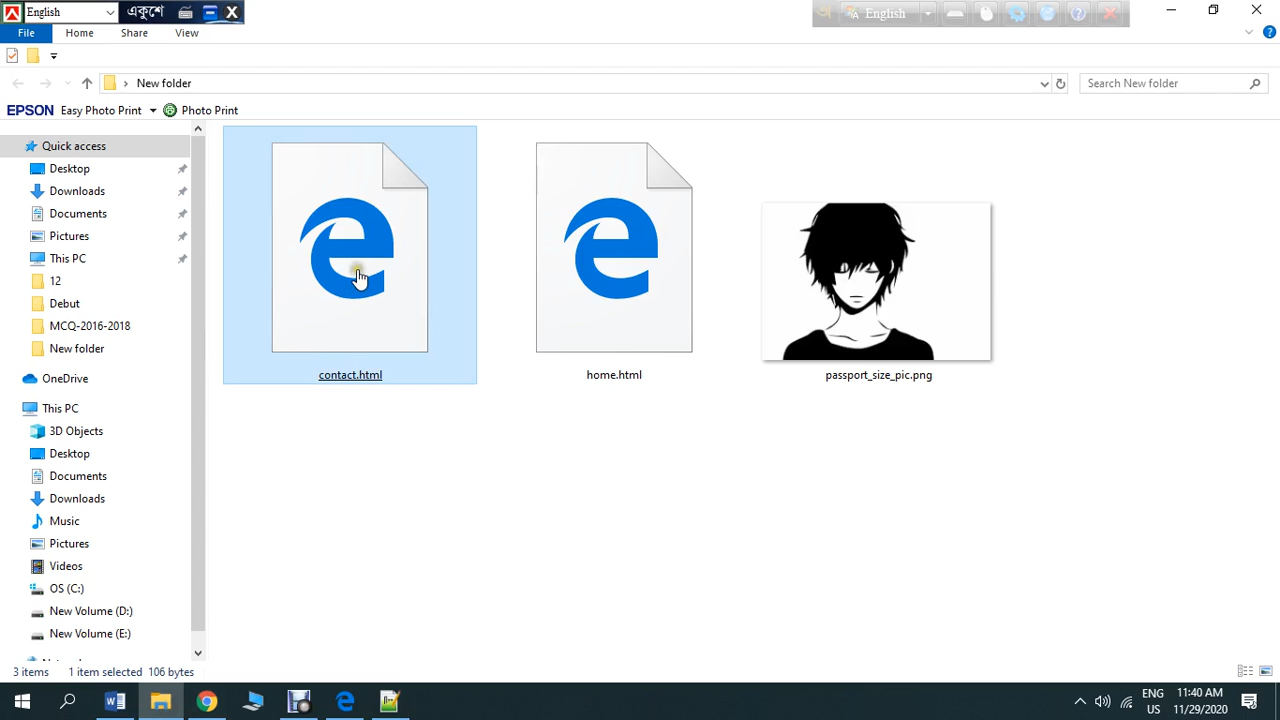 English
একুশে
English
File
Home
Share
View
New folder
Search New folder
EPSON
Easy Photo Print
Photo Print
Quick access
Desktop
Downloads
Documents
Pictures
This PC
12
Debut
MCQ-2016-2018
New folder
OneDrive
This PC
3D Objects
Desktop
Documents
Downloads
Music
Pictures
Videos
OS (C:)
New Volume (D:)
New Volume (E:)
contact.html
home.html
passport_size_pic.png
3 items
1 item selected 106 bytes
ENG
US
11:40 AM
11/29/2020